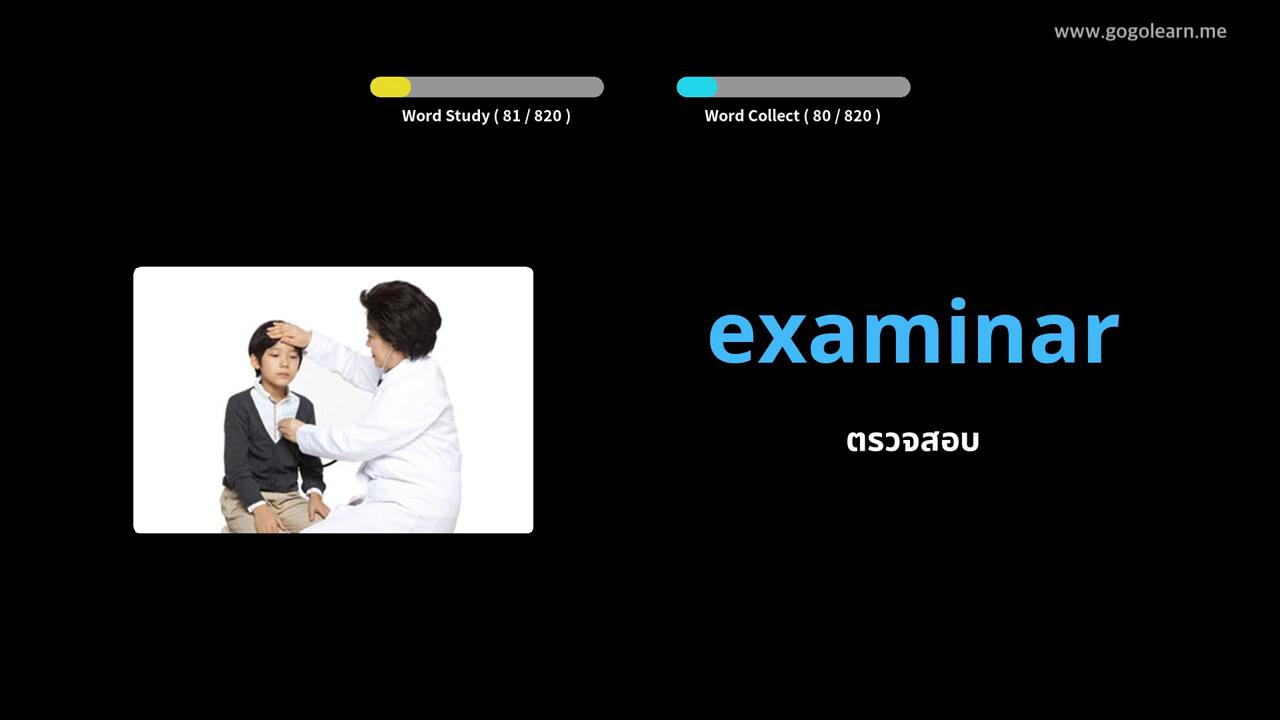 www.gogolearn.me
Word Study ( 81 / 820 )
Word Collect ( 80 / 820 )
examinar
ตรวจสอบ